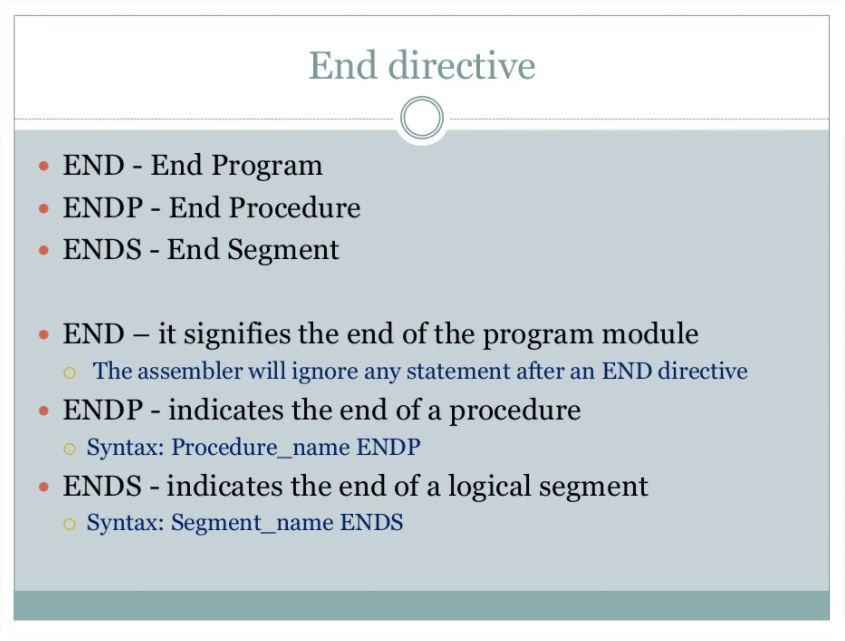 End directive
END - End Program
ENDP - End Procedure
ENDS - End Segment
END – it signifies the end of the program module
The assembler will ignore any statement after an END directive
ENDP - indicates the end of a procedure
Syntax: Procedure_name ENDP
ENDS - indicates the end of a logical segment
Syntax: Segment_name ENDS